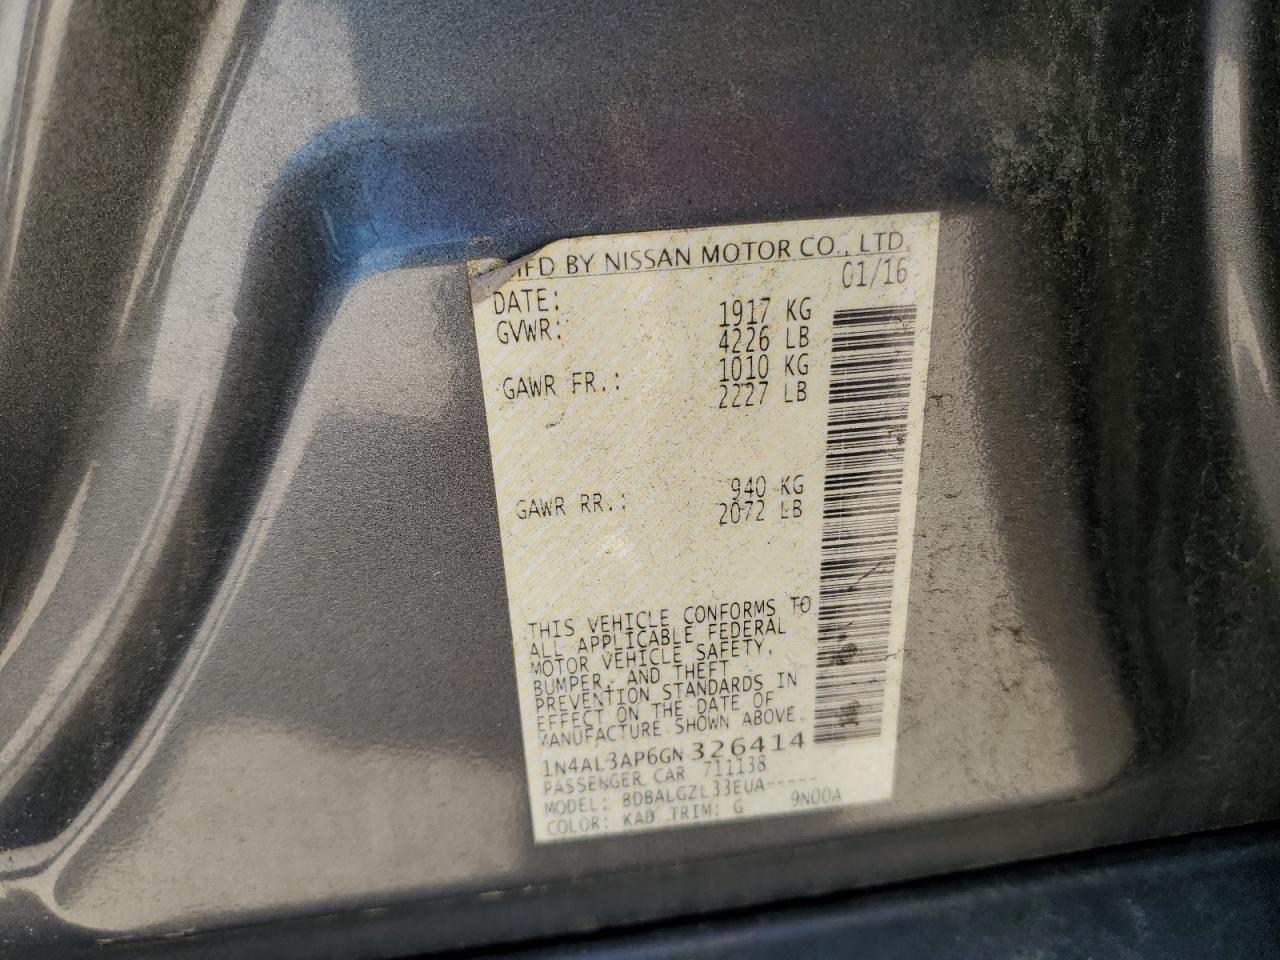 MFD BY NISSAN MOTOR CO., LTD.
DATE: 01/16
GVWR: 1917 KG
4226 LB
GAWR FR.: 1010 KG
2227 LB
GAWR RR.: 940 KG
2072 LB
THIS VEHICLE CONFORMS TO
ALL APPLICABLE FEDERAL
MOTOR VEHICLE SAFETY,
BUMPER, AND THEFT
PREVENTION STANDARDS IN
EFFECT ON THE DATE OF
MANUFACTURE SHOWN ABOVE.
1N4AL3AP6GN 326414
PASSENGER CAR 711138
MODEL: BDBALGZL33EUA-----
COLOR: KAD TRIM: G 9N00A